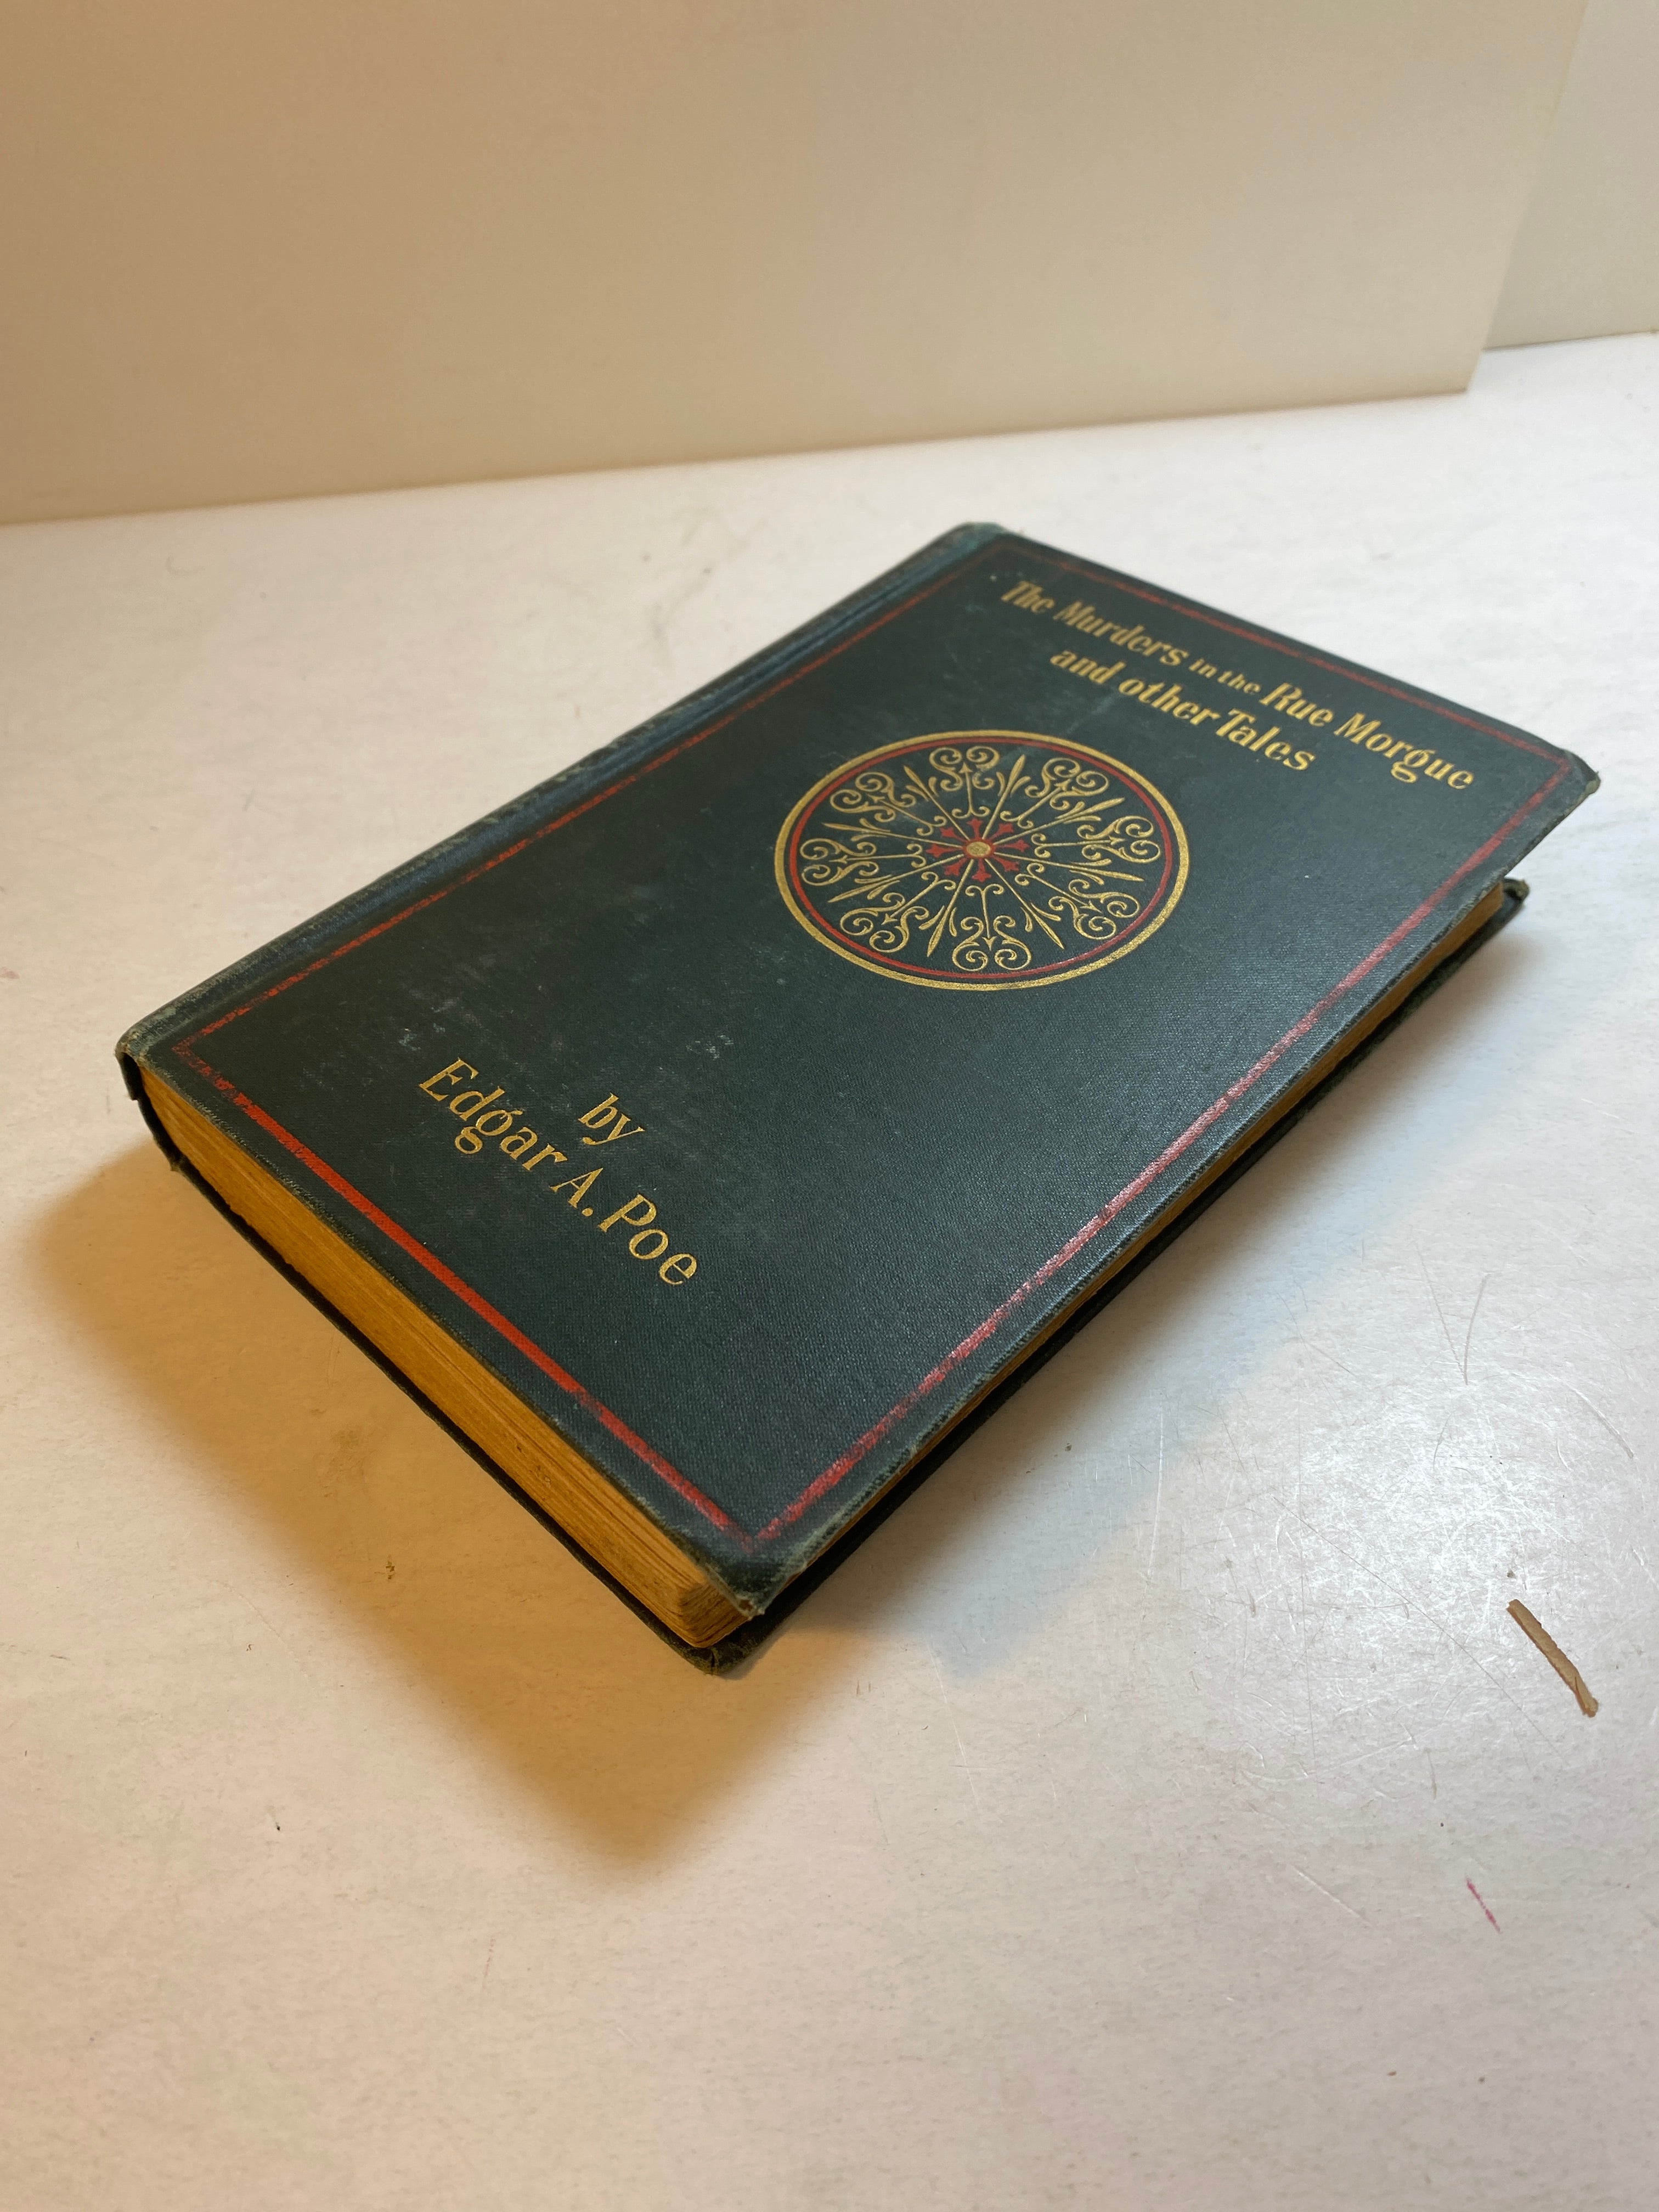 The Murders in the Rue Morgue
and other Tales
by
Edgar A. Poe